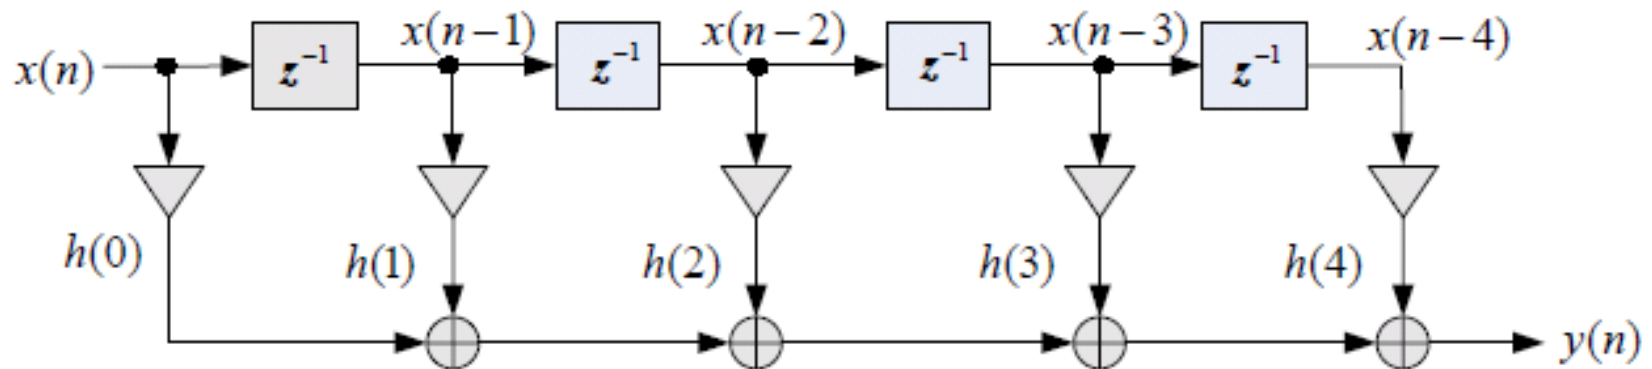 x(n) z⁻¹ x(n−1) z⁻¹ x(n−2) z⁻¹ x(n−3) z⁻¹ x(n−4)
h(0) h(1) h(2) h(3) h(4)
y(n)